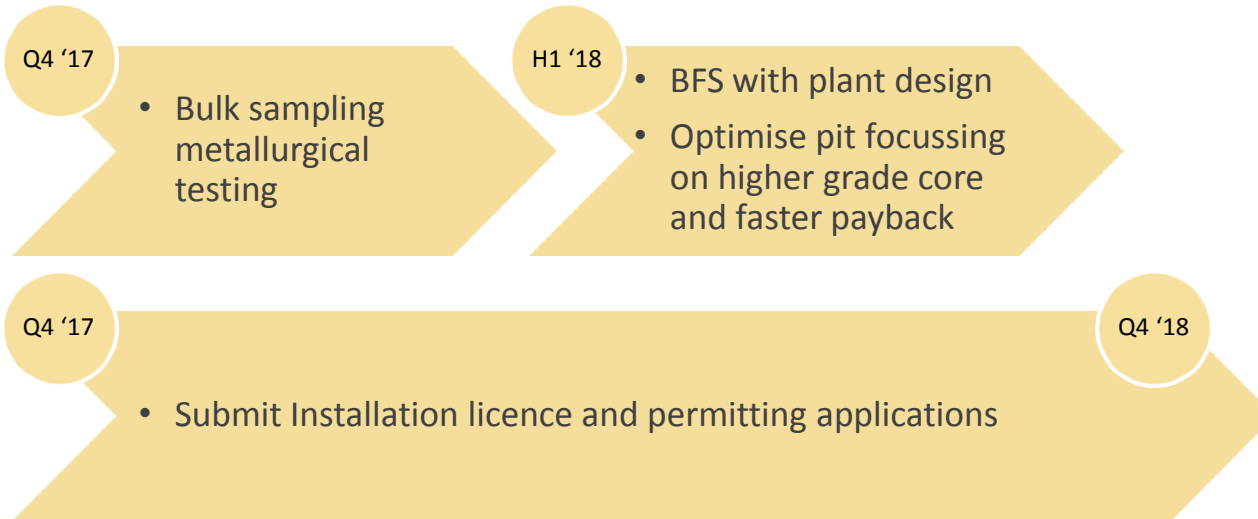 Q4 ‘17
• Bulk sampling
metallurgical
testing
H1 ‘18
• BFS with plant design
• Optimise pit focussing
on higher grade core
and faster payback
Q4 ‘17
• Submit Installation licence and permitting applications
Q4 ‘18